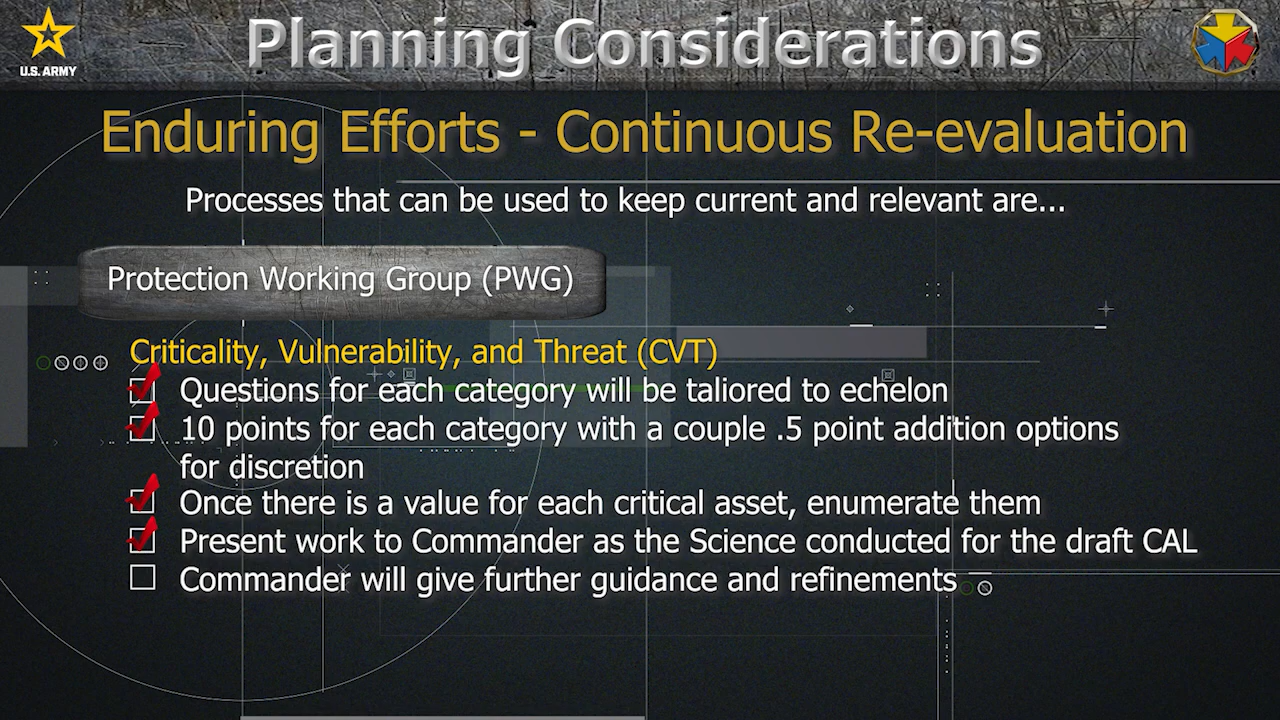 Planning Considerations
U.S. ARMY
Enduring Efforts - Continuous Re-evaluation
Processes that can be used to keep current and relevant are...
Protection Working Group (PWG)
Criticality, Vulnerability, and Threat (CVT)
Questions for each category will be taliored to echelon
10 points for each category with a couple .5 point addition options
for discretion
Once there is a value for each critical asset, enumerate them
Present work to Commander as the Science conducted for the draft CAL
Commander will give further guidance and refinements